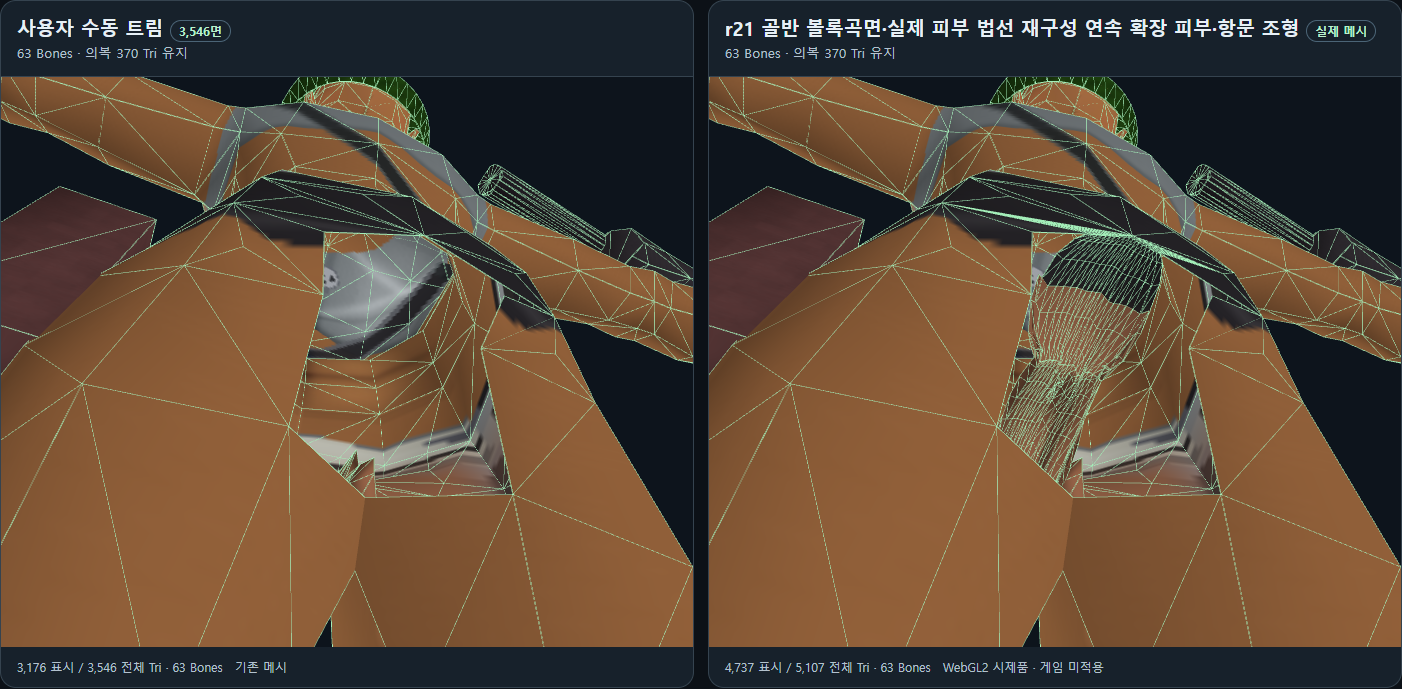 사용자 수동 트림 3,546면
63 Bones · 의복 370 Tri 유지
3,176 표시 / 3,546 전체 Tri · 63 Bones 기존 메시
r21 골반 볼록곡면·실제 피부 법선 재구성 연속 확장 피부·항문 조형 실제 메시
63 Bones · 의복 370 Tri 유지
4,737 표시 / 5,107 전체 Tri · 63 Bones WebGL2 시제품 · 게임 미적용